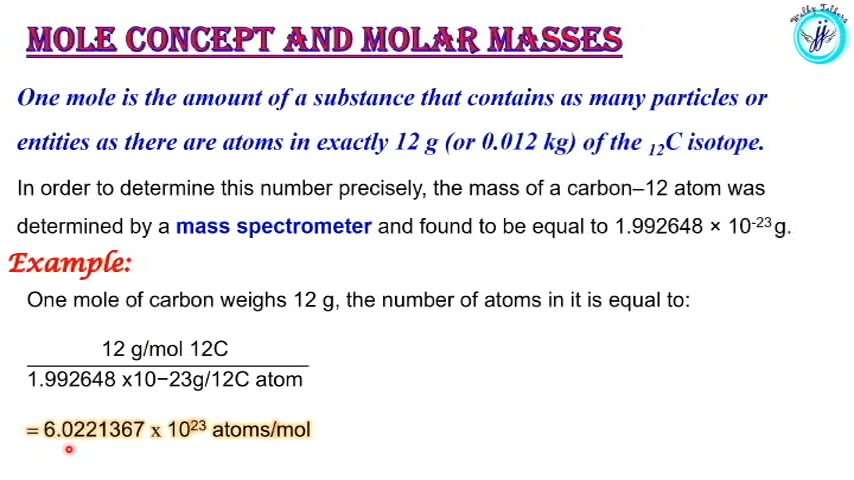 MOLE CONCEPT AND MOLAR MASSES
One mole is the amount of a substance that contains as many particles or
entities as there are atoms in exactly 12 g (or 0.012 kg) of the ₁₂C isotope.
In order to determine this number precisely, the mass of a carbon–12 atom was
determined by a mass spectrometer and found to be equal to 1.992648 × 10⁻²³ g.
Example:
One mole of carbon weighs 12 g, the number of atoms in it is equal to:
12 g/mol 12C
1.992648 x10−23g/12C atom
= 6.0221367 x 10²³ atoms/mol